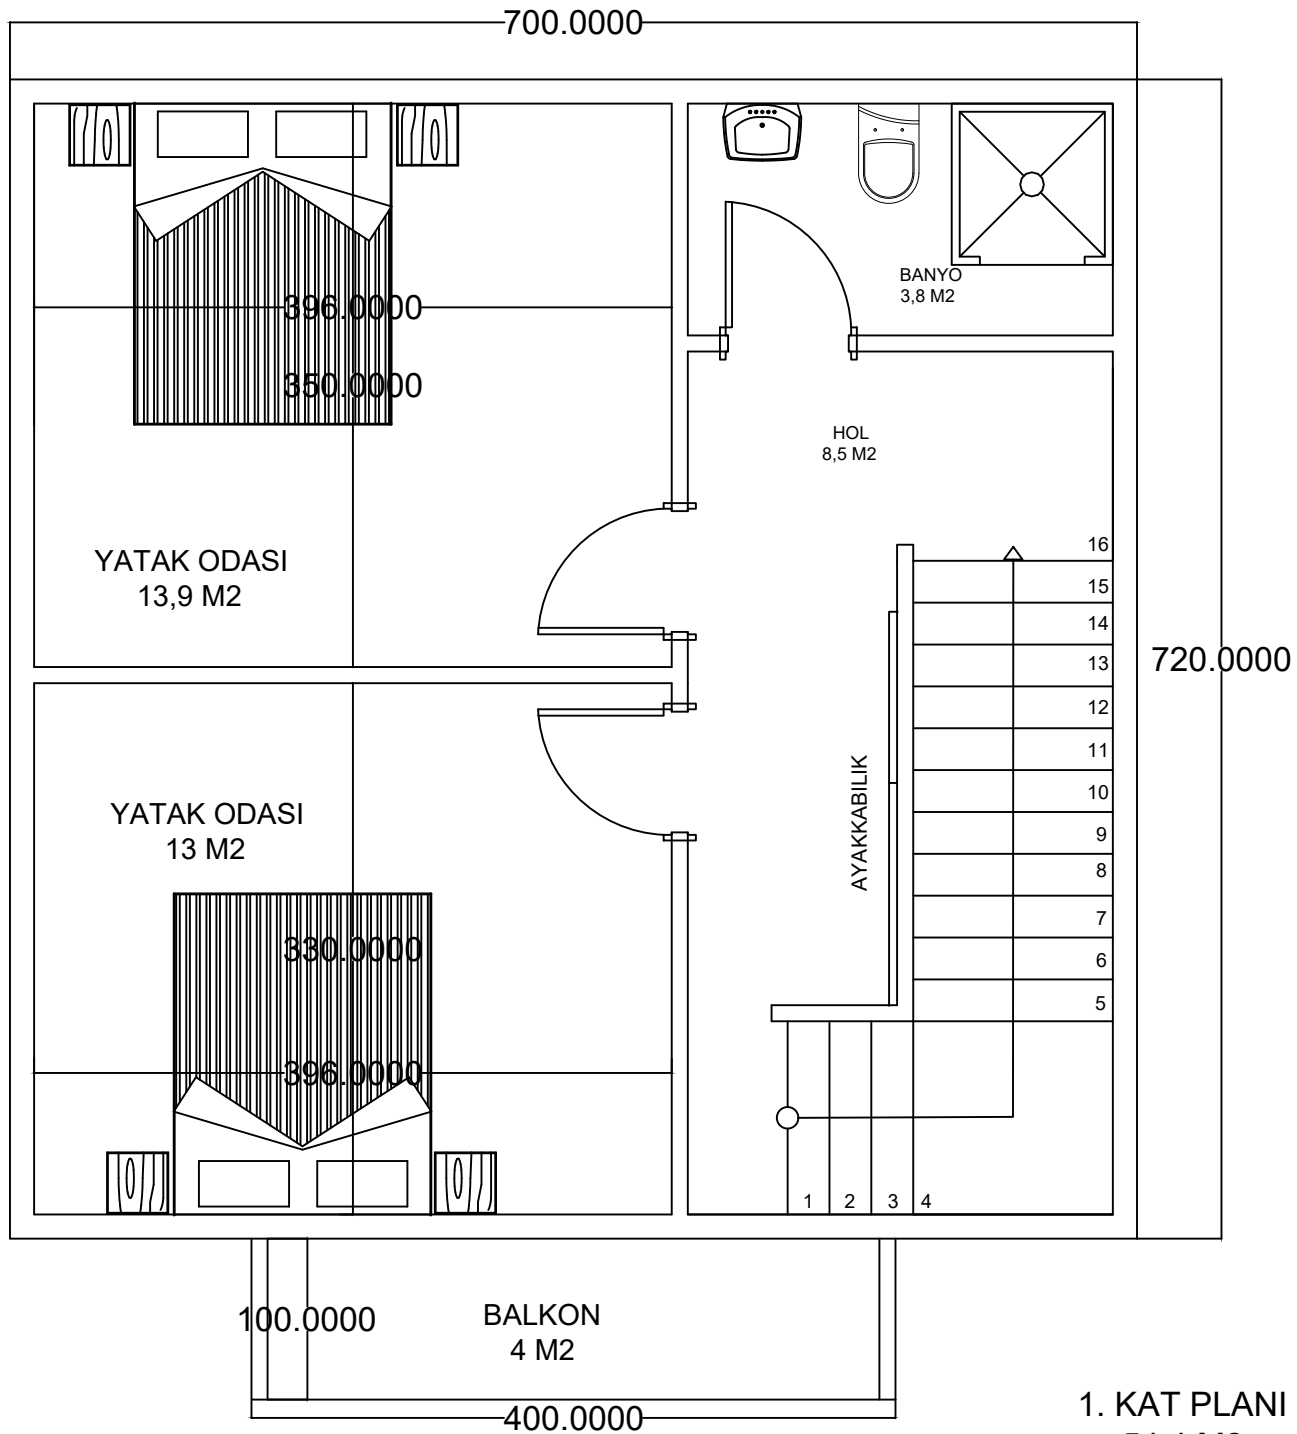 700.0000
BANYO
3,8 M2
396.0000
350.0000
HOL
8,5 M2
YATAK ODASI
13,9 M2
16
15
14
13
12
11
10
9
8
7
6
5
720.0000
YATAK ODASI
13 M2
AYAKKABILIK
330.0000
396.0000
1 2 3 4
100.0000
BALKON
4 M2
400.0000
1. KAT PLANI